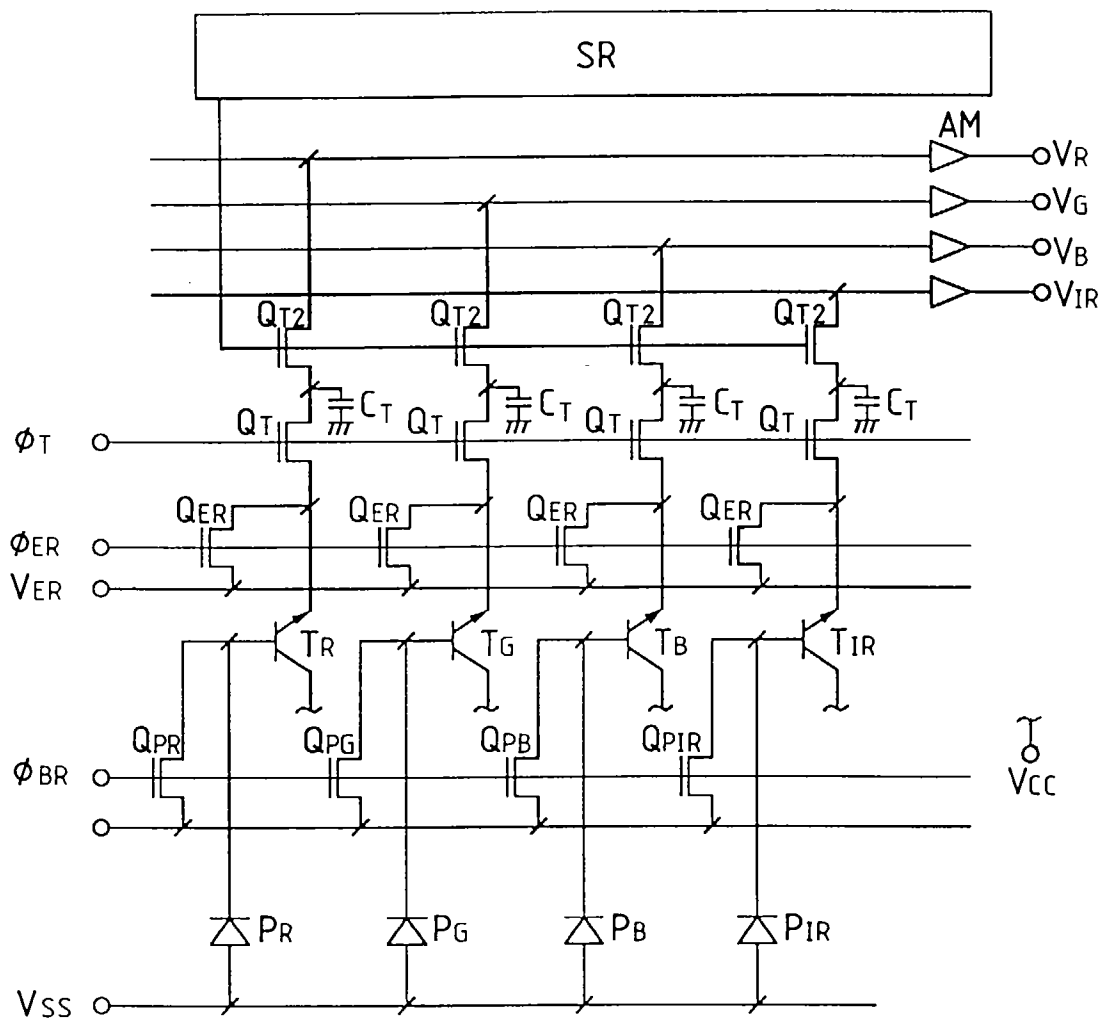 SR
AM
VR
VG
VB
VIR
QT2 QT2 QT2 QT2
CT CT CT CT
QT QT QT QT
ϕT
QER QER QER QER
ϕER
VER
TR TG TB TIR
QPR QPG QPB QPIR
ϕBR
VCC
PR PG PB PIR
VSS